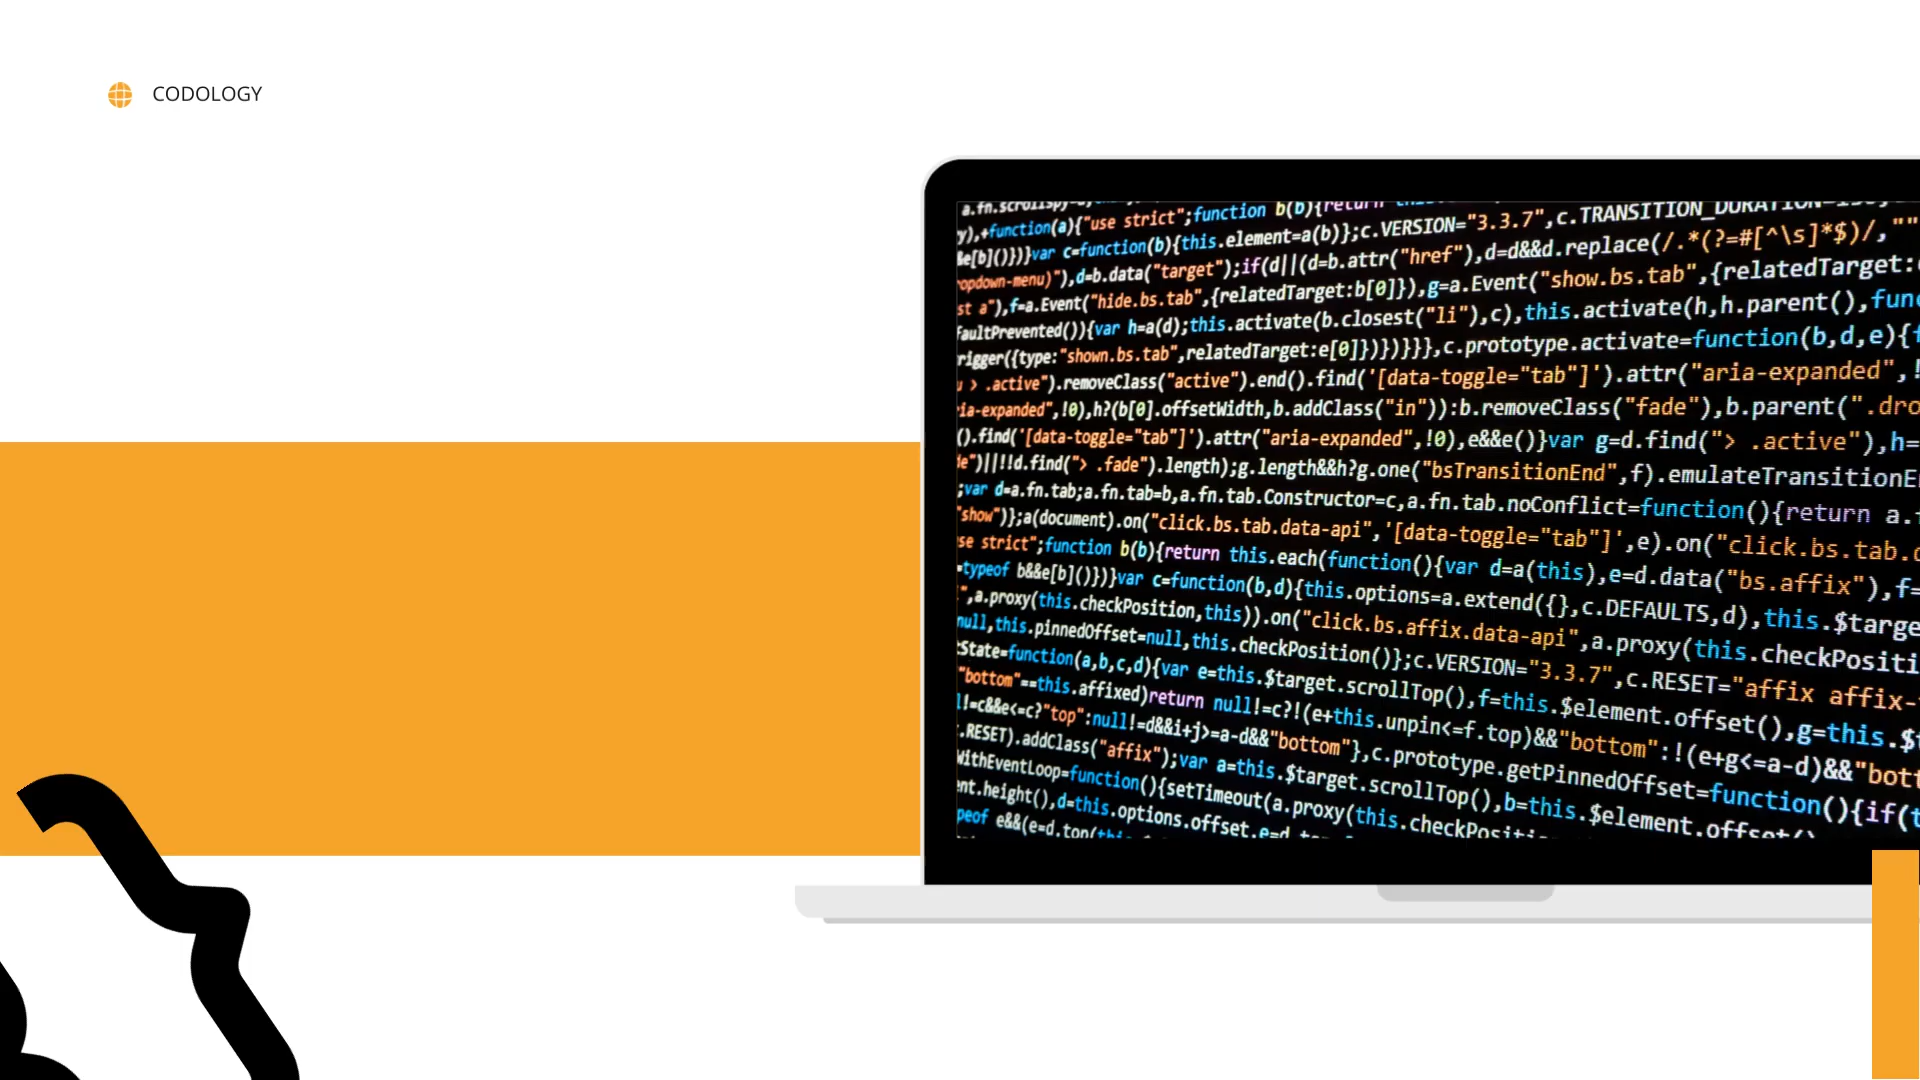 CODOLOGY
a.fn.scrollspy
y),+function(a){"use strict";function b(b){return
&e[b]()})}var c=function(b){this.element=a(b)};c.VERSION="3.3.7",c.TRANSITION_DURATION=150,
ropdown-menu)"),d=b.data("target");if(d||(d=b.attr("href"),d=d&&d.replace(/.*(?=#[^\s]*$)/,""
st a"),f=a.Event("hide.bs.tab",{relatedTarget:b[0]}),g=a.Event("show.bs.tab",{relatedTarget:
faultPrevented()){var h=a(d);this.activate(b.closest("li"),c),this.activate(h,h.parent(),func
rigger({type:"shown.bs.tab",relatedTarget:e[0]})})}}},c.prototype.activate=function(b,d,e){f
> .active").removeClass("active").end().find('[data-toggle="tab"]').attr("aria-expanded",!
ia-expanded",!0),h?(b[0].offsetWidth,b.addClass("in")):b.removeClass("fade"),b.parent(".dro
().find('[data-toggle="tab"]').attr("aria-expanded",!0),e&&e()}var g=d.find("> .active"),h=
de")||!!d.find("> .fade").length);g.length&&h?g.one("bsTransitionEnd",f).emulateTransitionE
;var d=a.fn.tab;a.fn.tab=b,a.fn.tab.Constructor=c,a.fn.tab.noConflict=function(){return a.f
"show")};a(document).on("click.bs.tab.data-api",'[data-toggle="tab"]',e).on("click.bs.tab.d
se strict";function b(b){return this.each(function(){var d=a(this),e=d.data("bs.affix"),f=
=typeof b&&e[b]()})}var c=function(b,d){this.options=a.extend({},c.DEFAULTS,d),this.$targe
",a.proxy(this.checkPosition,this)).on("click.bs.affix.data-api",a.proxy(this.checkPositi
null,this.pinnedOffset=null,this.checkPosition()};c.VERSION="3.3.7",c.RESET="affix affix-
tState=function(a,b,c,d){var e=this.$target.scrollTop(),f=this.$element.offset(),g=this.$
"bottom"==this.affixed)return null!=c?!(e+this.unpin<=f.top)&&"bottom":!(e+g<=a-d)&&"bott
l!=c&&e<=c?"top":null!=d&&i+j>=a-d&&"bottom"},c.prototype.getPinnedOffset=function(){if(t
.RESET).addClass("affix");var a=this.$target.scrollTop(),b=this.$element.offset()
WithEventLoop=function(){setTimeout(a.proxy(this.checkPositi
nt.height(),d=this.options.offset,e=d
peof e&&(e=d.top(